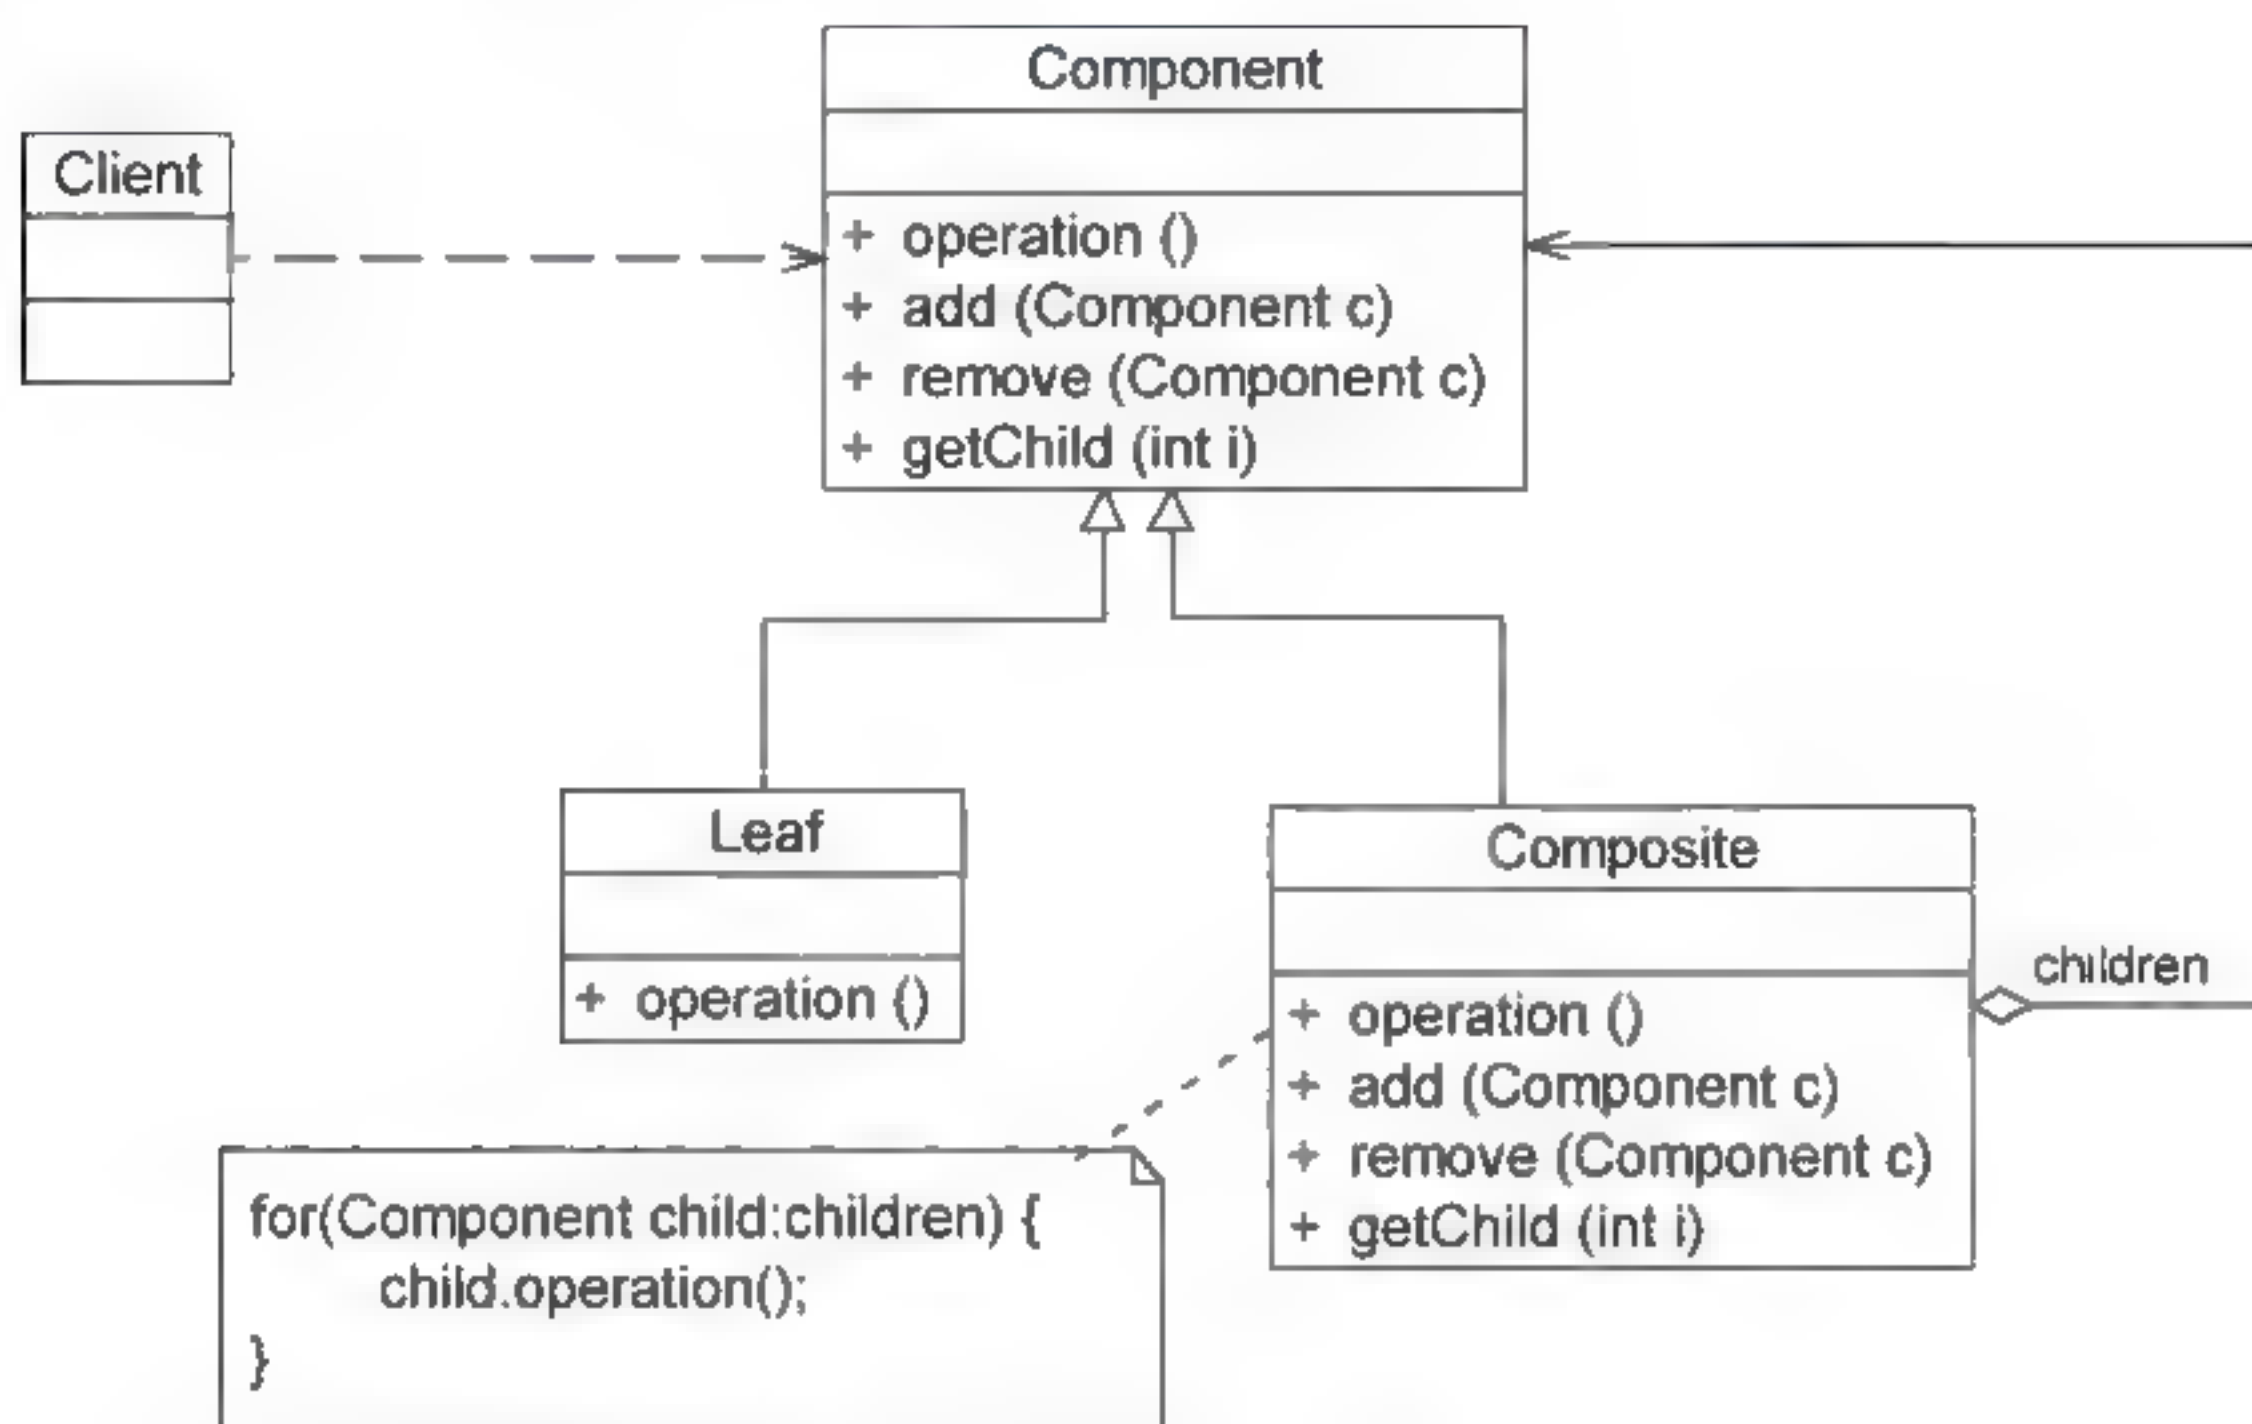 Component
Client
+ operation ()
+ add (Component c)
+ remove (Component c)
+ getChild (int i)
Leaf
+ operation ()
Composite
children
+ operation ()
+ add (Component c)
+ remove (Component c)
+ getChild (int i)
for(Component child:children) {
child.operation();
}